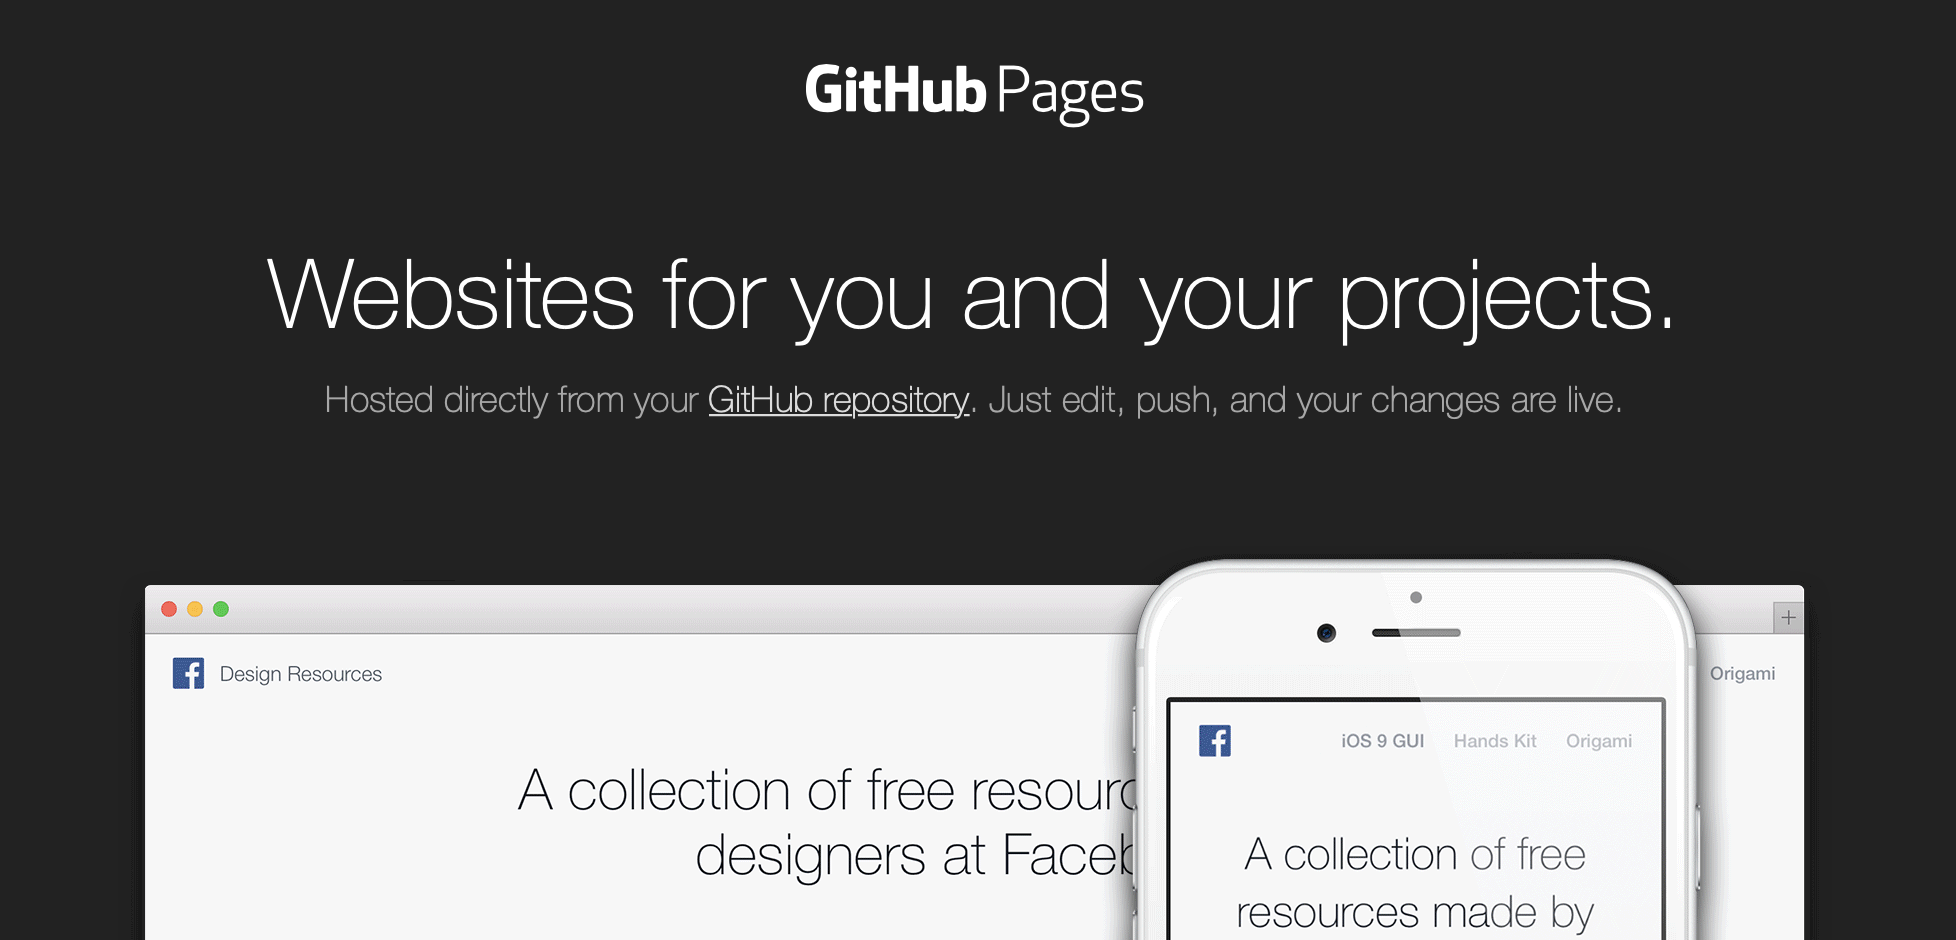 GitHub Pages
Websites for you and your projects.
Hosted directly from your GitHub repository. Just edit, push, and your changes are live.
Design Resources
Origami
iOS 9 GUI Hands Kit Origami
A collection of free
designers at
A collection of free
resources made by